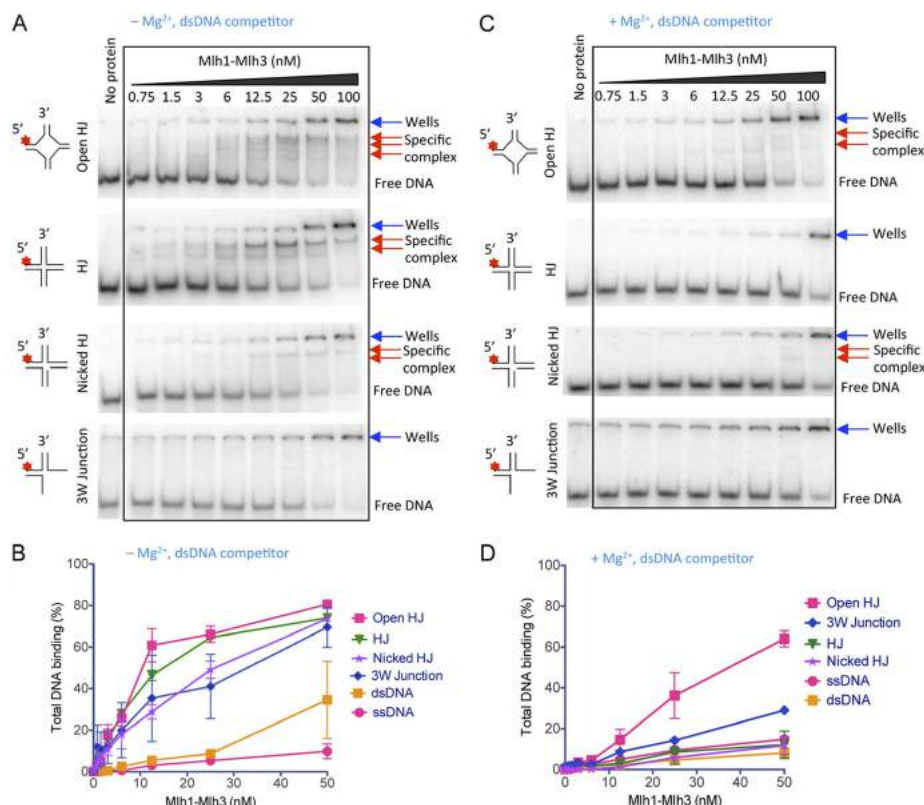 A
– Mg²⁺, dsDNA competitor
No protein
Mlh1-Mlh3 (nM)
0.75 1.5 3 6 12.5 25 50 100
5′ 3′
Open HJ
Wells
Specific
complex
Free DNA
5′ 3′
HJ
Wells
Specific
complex
Free DNA
5′ 3′
Nicked HJ
Wells
Specific
complex
Free DNA
5′ 3′
3W Junction
Wells
Free DNA
C
+ Mg²⁺, dsDNA competitor
No protein
Mlh1-Mlh3 (nM)
0.75 1.5 3 6 12.5 25 50 100
5′ 3′
Open HJ
Wells
Specific
complex
Free DNA
5′ 3′
HJ
Wells
Free DNA
5′ 3′
Nicked HJ
Wells
Specific
complex
Free DNA
5′ 3′
3W Junction
Wells
Free DNA
B
– Mg²⁺, dsDNA competitor
Total DNA binding (%)
100
80
60
40
20
0
0 10 20 30 40 50
Mlh1-Mlh3 (nM)
Open HJ
HJ
Nicked HJ
3W Junction
dsDNA
ssDNA
D
+ Mg²⁺, dsDNA competitor
Total DNA binding (%)
100
80
60
40
20
0
0 10 20 30 40 50
Mlh1-Mlh3 (nM)
Open HJ
3W Junction
HJ
Nicked HJ
ssDNA
dsDNA